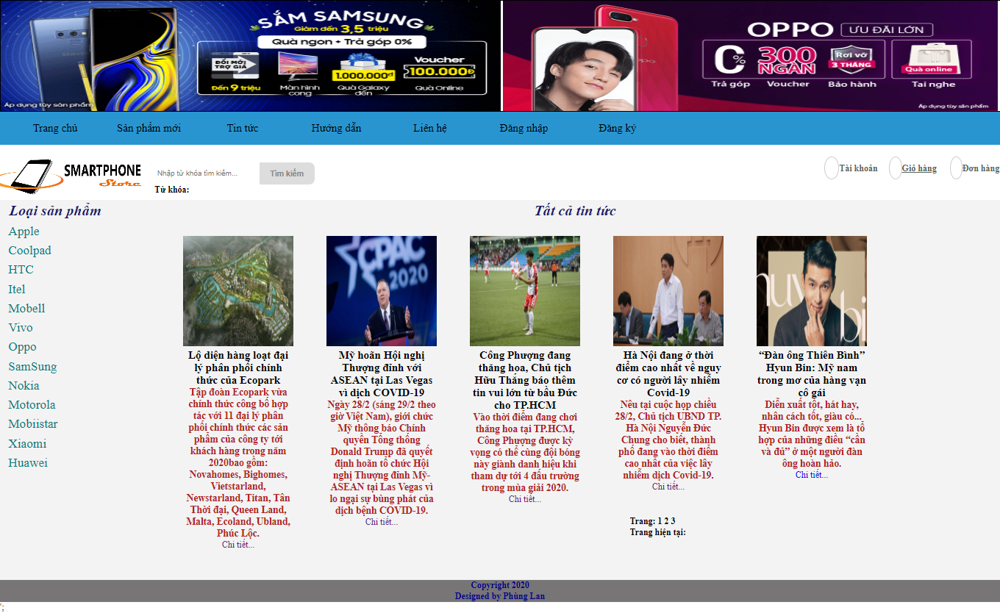 SẮM SAMSUNG
Giảm đến 3,5 triệu
Quà ngon + Trả góp 0%
ĐỔI MỚI
TRỢ GIÁ
Đến 9 triệu
Màn hình
cong
1.000.000đ
Quà Galaxy
đến
Voucher
100.000Đ
Quà Online
Áp dụng tùy sản phẩm
OPPO ƯU ĐÃI LỚN
0%
Trả góp
300
NGÀN
Voucher
Rơi vỡ
3 THÁNG
Bảo hành
Quà online
Tai nghe
Áp dụng tùy sản phẩm
Trang chủ Sản phẩm mới Tin tức Hướng dẫn Liên hệ Đăng nhập Đăng ký
SMARTPHONE
Store
Nhập từ khóa tìm kiếm... Tìm kiếm
Từ khóa:
Tài khoản Giỏ hàng Đơn hàng
Loại sản phẩm
Apple
Coolpad
HTC
Itel
Mobell
Vivo
Oppo
SamSung
Nokia
Motorola
Mobiistar
Xiaomi
Huawei
Tất cả tin tức
Lộ diện hàng loạt đại
lý phân phối chính
thức của Ecopark
Tập đoàn Ecopark vừa
chính thức công bố hợp
tác với 11 đại lý phân
phối chính thức các sản
phẩm của công ty tới
khách hàng trong năm
2020bao gồm:
Novahomes, Bighomes,
Vietstarland,
Newstarland, Titan, Tân
Thời đại, Queen Land,
Malta, Ecoland, Ubland,
Phúc Lộc.
Chi tiết...
CPAC
2020
Mỹ hoãn Hội nghị
Thượng đỉnh với
ASEAN tại Las Vegas
vì dịch COVID-19
Ngày 28/2 (sáng 29/2 theo
giờ Việt Nam), giới chức
Mỹ thông báo Chính
quyền Tổng thống
Donald Trump đã quyết
định hoãn tổ chức Hội
nghị Thượng đỉnh Mỹ-
ASEAN tại Las Vegas vì
lo ngại sự bùng phát của
dịch bệnh COVID-19.
Chi tiết...
Công Phượng đang
thăng hoa, Chủ tịch
Hữu Thắng báo thêm
tin vui lớn từ bầu Đức
cho TP.HCM
Vào thời điểm đang chơi
thăng hoa tại TP.HCM,
Công Phượng được kỳ
vọng có thể cùng đội bóng
này giành danh hiệu khi
tham dự tới 4 đấu trường
trong mùa giải 2020.
Chi tiết...
Hà Nội đang ở thời
điểm cao nhất về nguy
cơ có người lây nhiễm
Covid-19
Nêu tại cuộc họp chiều
28/2, Chủ tịch UBND TP.
Hà Nội Nguyễn Đức
Chung cho biết, thành
phố đang vào thời điểm
cao nhất của việc lây
nhiễm dịch Covid-19.
Chi tiết...
“Đàn ông Thiên Bình”
Hyun Bin: Mỹ nam
trong mơ của hàng vạn
cô gái
Diễn xuất tốt, hát hay,
nhân cách tốt, giàu có...
Hyun Bin được xem là tổ
hợp của những điều “cần
và đủ” ở một người đàn
ông hoàn hảo.
Chi tiết...
Trang: 1 2 3
Trang hiện tại:
Copyright 2020
Designed by Phùng Lan
';